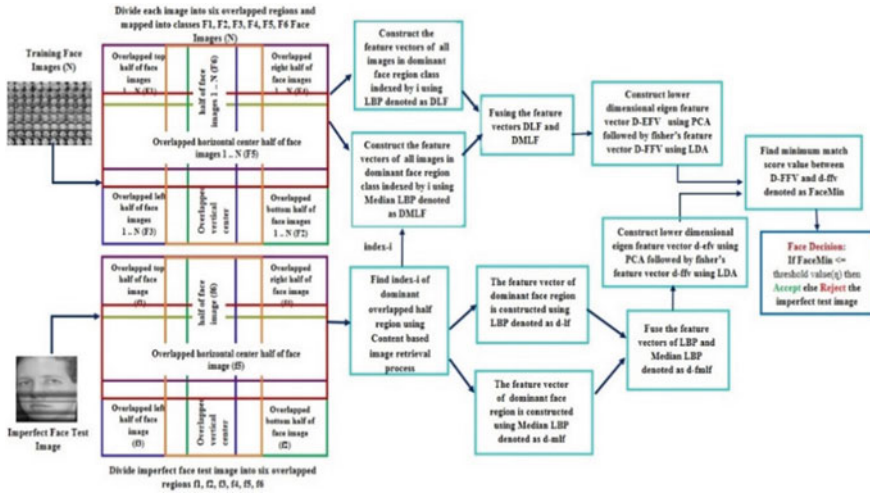 Divide each image into six overlapped regions and
mapped into classes F1, F2, F3, F4, F5, F6 Face
Images (N)
Training Face
Images (N)
Overlapped top
half of face
images
1 .. N (F1)
half of face
images 1 .. N (F6)
Overlapped
right half of face
images
1 .. N (F4)
Overlapped horizontal center half of face
images 1 .. N (F5)
Overlapped left
half of face
images
1 .. N (F3)
Overlapped
vertical
center
Overlapped
bottom half of
face images
1..N (F2)
Construct the
feature vectors of all
images in dominant
face region class
indexed by i using
LBP denoted as DLF
Construct the feature
vectors of all images in
dominant face region
class indexed by i using
Median LBP denoted
as DMLF
Fusing the feature
vectors DLF and
DMLF
Construct lower
dimensional eigen feature
vector D-EFV using PCA
followed by fisher's feature
vector D-FFV using LDA
Find minimum match
score value between
D-FFV and d-ffv
denoted as FaceMin
Face Decision:
If FaceMin <=
threshold value(η) then
Accept else Reject the
imperfect test image
Construct lower dimensional
eigen feature vector d-efv using
PCA followed by fisher's
feature vector d-ffv using LDA
index-i
Overlapped top
half of face
image
(f1)
half of face
image (f6)
Overlapped
right half of face
image
Overlapped horizontal center half of face
image (f5)
Overlapped left
half of face
image
(f3)
Overlapped
vertical
center
Overlapped
bottom half of
face image
(f2)
Find index-i of
dominant
overlapped half
region using
Content based
image retrieval
process
The feature vector of
dominant face region
is constructed using
LBP denoted as d-lf
The feature vector
of dominant face
region is constructed
using Median LBP
denoted as d-mlf
Fuse the feature
vectors of LBP and
Median LBP
denoted as d-fmlf
Imperfect Face Test
Image
Divide imperfect face test image into six overlapped
regions f1, f2, f3, f4, f5, f6